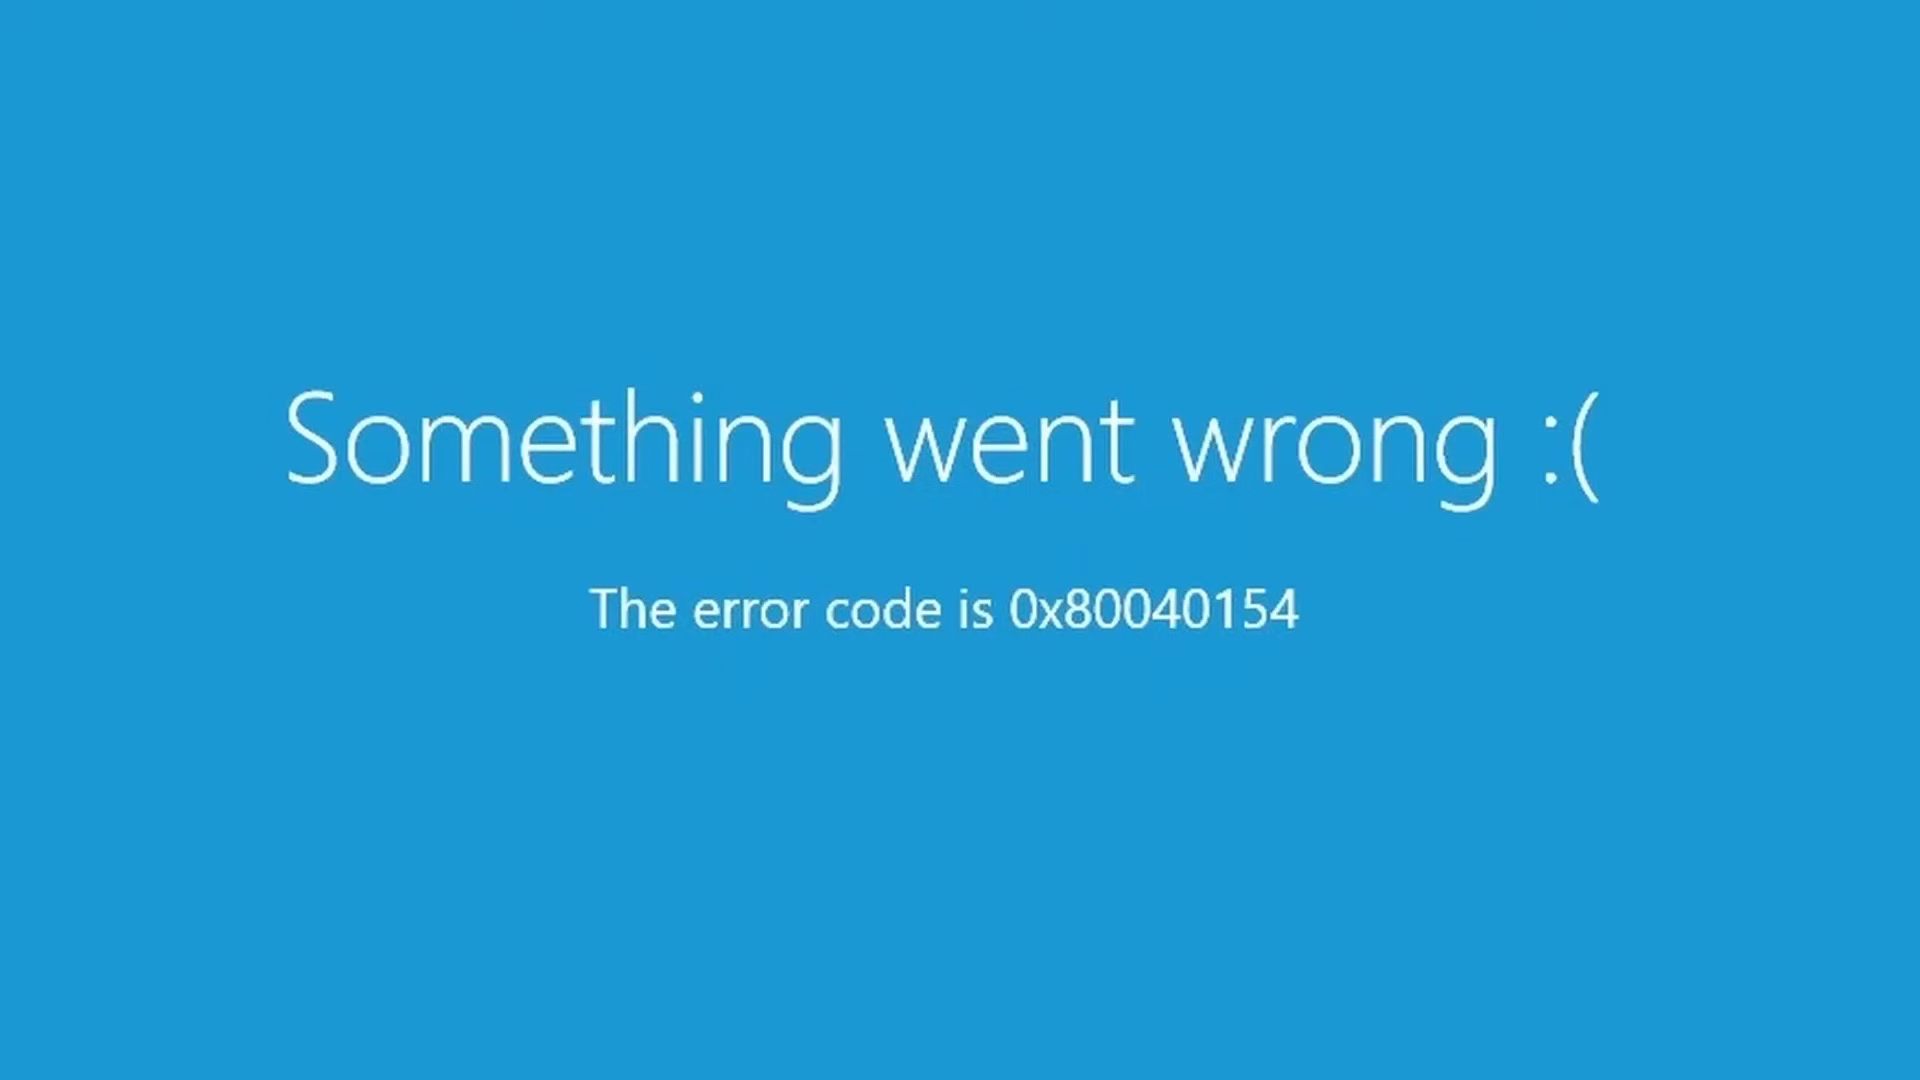 Something went wrong :(
The error code is 0x80040154